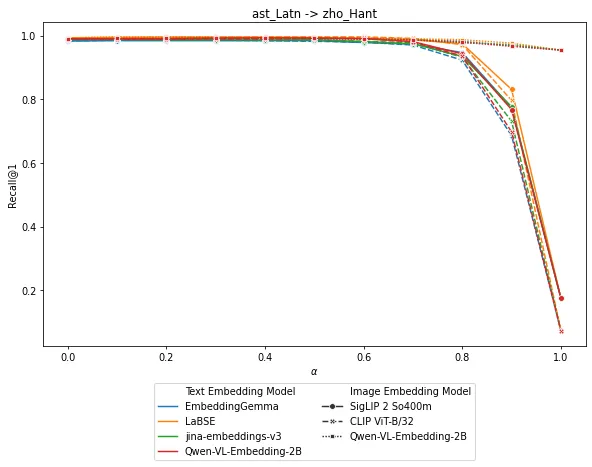 ast_Latn -> zho_Hant
Recall@1
1.0
0.8
0.6
0.4
0.2
0.0 0.2 0.4 0.6 0.8 1.0
α
Text Embedding Model
EmbeddingGemma
LaBSE
jina-embeddings-v3
Qwen-VL-Embedding-2B
Image Embedding Model
SigLIP 2 So400m
CLIP ViT-B/32
Qwen-VL-Embedding-2B